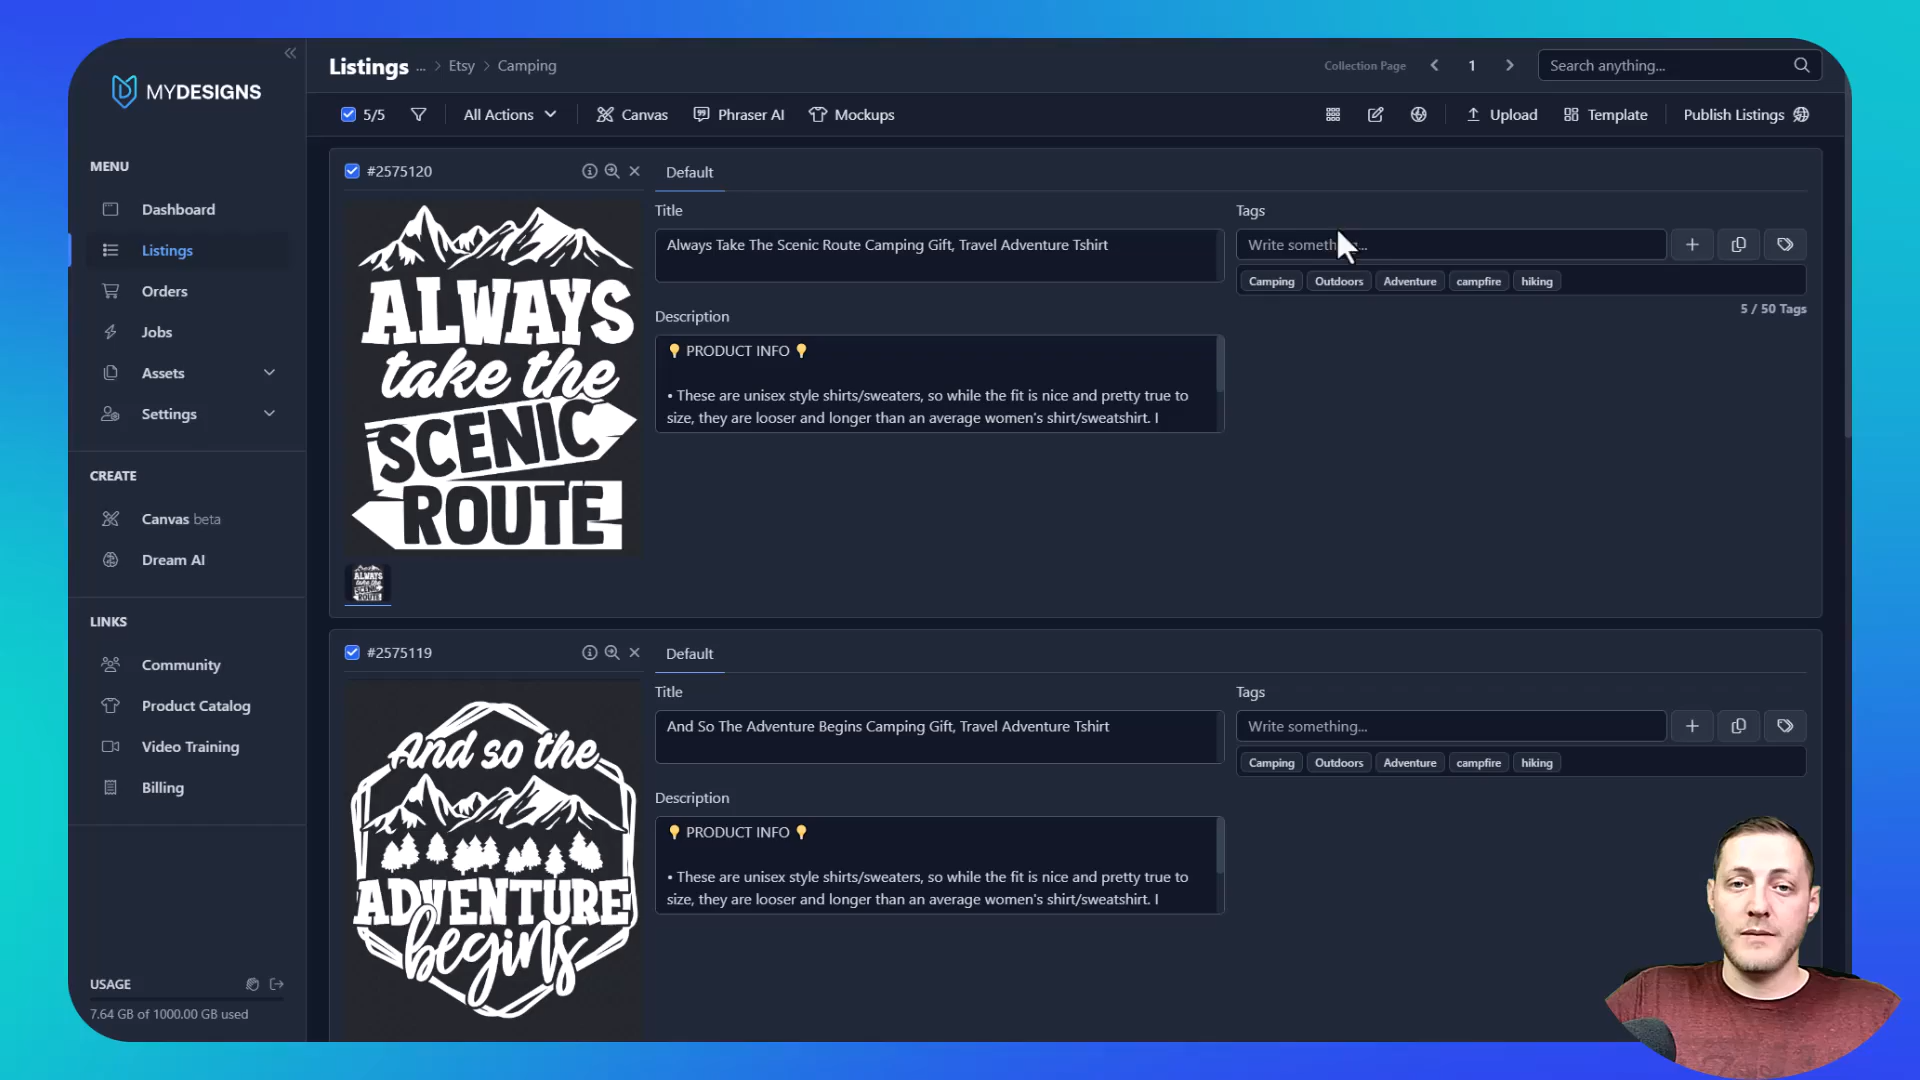 MYDESIGNS
MENU
Dashboard
Listings
Orders
Jobs
Assets
Settings
CREATE
Canvas beta
Dream AI
LINKS
Community
Product Catalog
Video Training
Billing
USAGE
7.64 GB of 1000.00 GB used
Listings ... > Etsy > Camping
Collection Page 1
Search anything...
5/5 All Actions Canvas Phraser AI Mockups
Upload Template Publish Listings
#2575120
ALWAYS
take the
SCENIC
ROUTE
ALWAYS
take the
SCENIC
ROUTE
Default
Title
Always Take The Scenic Route Camping Gift, Travel Adventure Tshirt
Description
PRODUCT INFO
• These are unisex style shirts/sweaters, so while the fit is nice and pretty true to
size, they are looser and longer than an average women's shirt/sweatshirt. I
Tags
Write something...
Camping Outdoors Adventure campfire hiking
5 / 50 Tags
#2575119
And so the
ADVENTURE
begins
Default
Title
And So The Adventure Begins Camping Gift, Travel Adventure Tshirt
Description
PRODUCT INFO
• These are unisex style shirts/sweaters, so while the fit is nice and pretty true to
size, they are looser and longer than an average women's shirt/sweatshirt. I
Tags
Write something...
Camping Outdoors Adventure campfire hiking